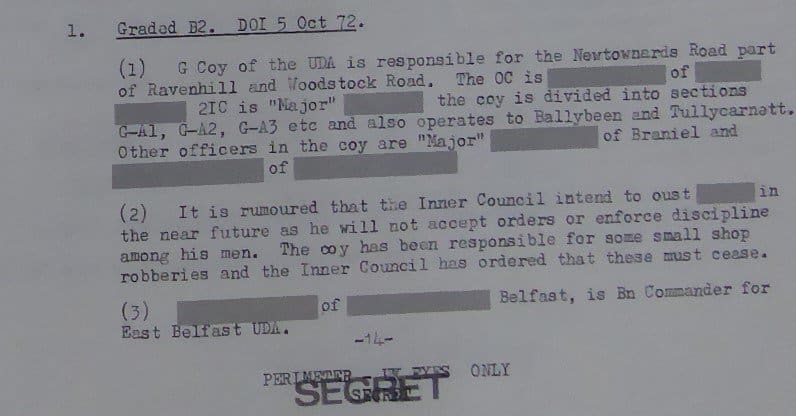 1. Graded B2. DOI 5 Oct 72.
(1) G Coy of the UDA is responsible for the Newtownards Road part
of Ravenhill and Woodstock Road. The OC is of
2IC is "Major" the coy is divided into sections
G-A1, G-A2, G-A3 etc and also operates to Ballybeen and Tullycarnatt.
Other officers in the coy are "Major" of Braniel and
of
(2) It is rumoured that the Inner Council intend to oust in
the near future as he will not accept orders or enforce discipline
among his men. The coy has been responsible for some small shop
robberies and the Inner Council has ordered that these must cease.
(3) of Belfast, is Bn Commander for
East Belfast UDA.
-14-
PERIMETER - UK EYES ONLY
SECRET
SECRET